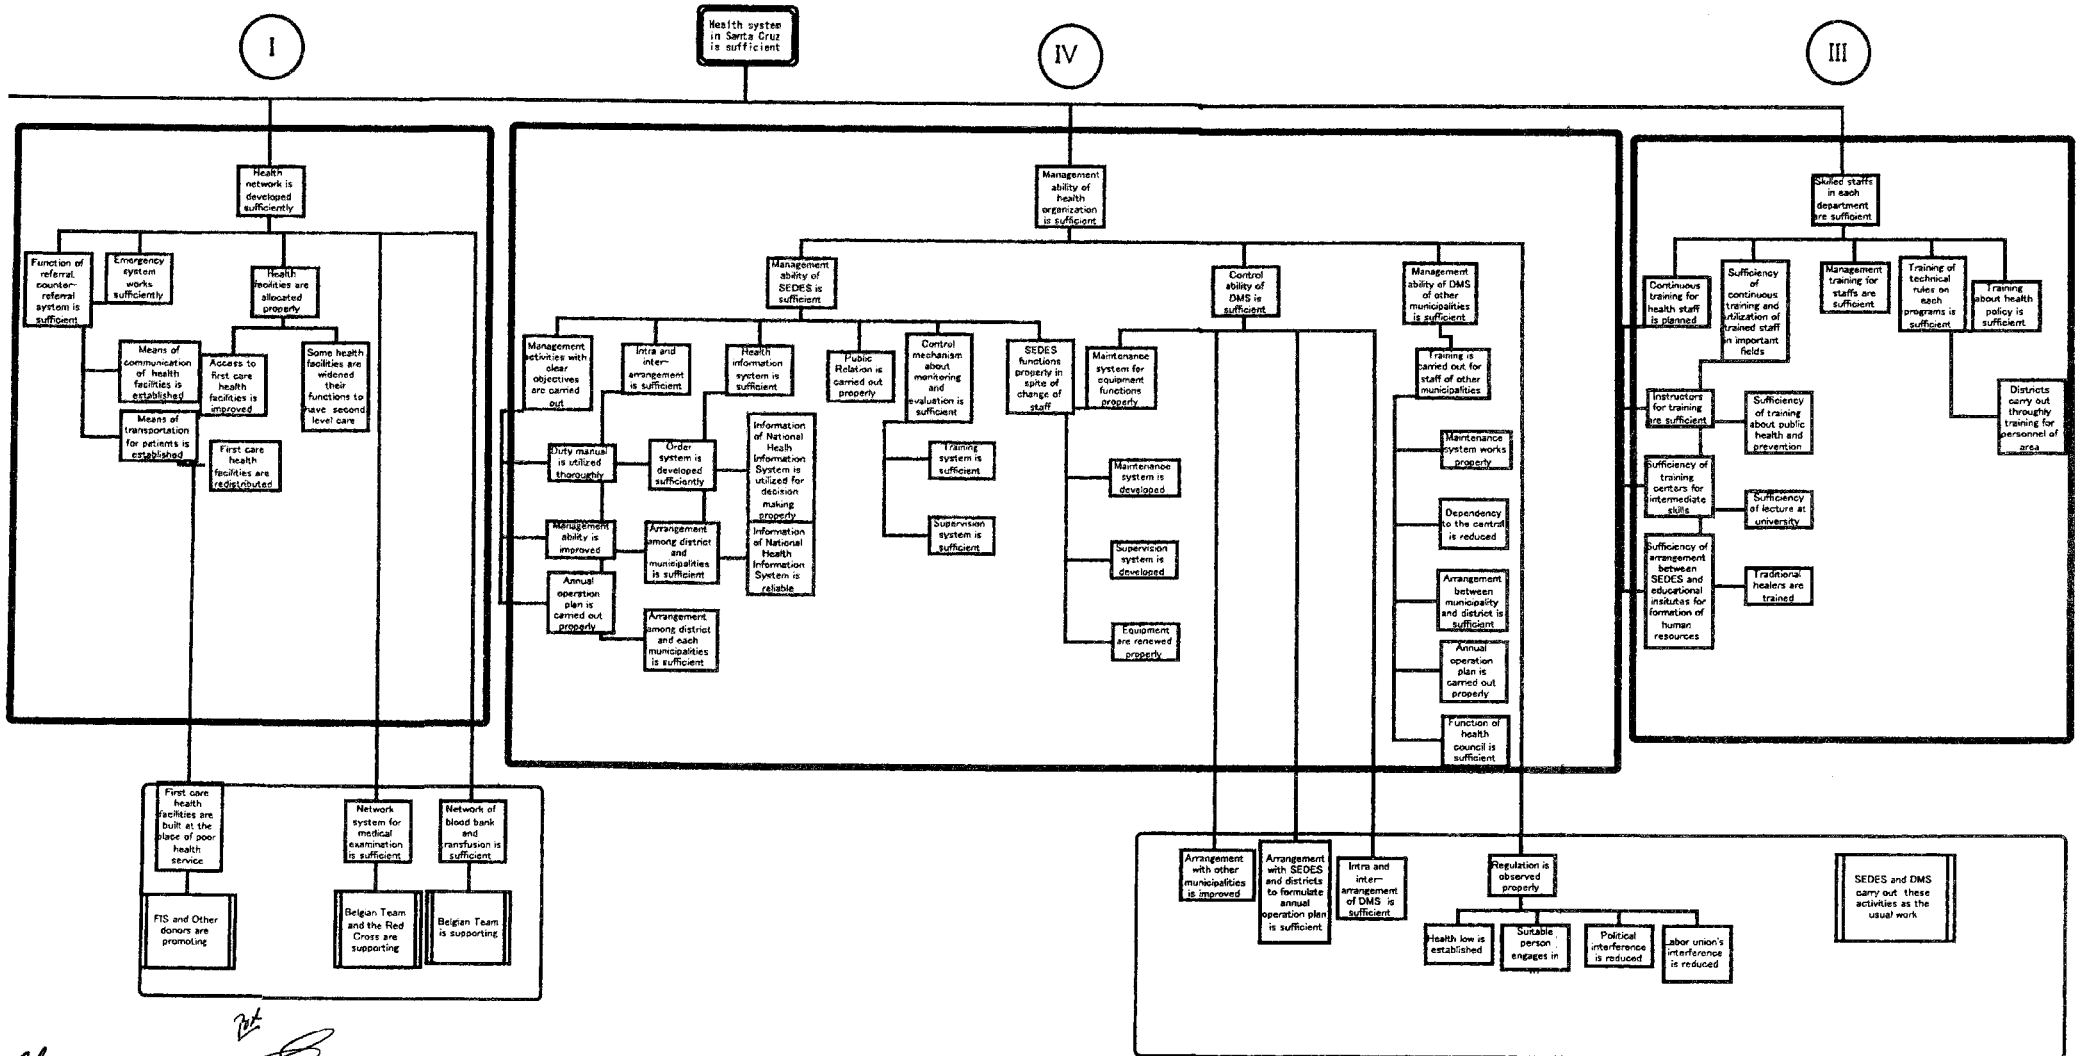 Health system
in Santa Cruz
is sufficient
I
IV
III
Health
network is
developed
sufficiently
Function of
referral
counter-
referral
system is
sufficient
Emergency
system
works
sufficiently
Health
facilities are
allocated
properly
Means of
communication
of health
facilities is
established
Access to
first care
health
facilities is
improved
Some health
facilities are
widened
their
functions to
have second
level care
Means of
transportation
for patients is
established
First care
health
facilities are
redistributed
First care
health
facilities are
built at the
place of poor
health
service
Network
system for
medical
examination
is sufficient
Network of
blood bank
and
transfusion is
sufficient
FIS and Other
donors are
promoting
Belgian Team
and the Red
Cross are
supporting
Belgian Team
is supporting
Management
ability of
health
organization
is sufficient
Management
ability of
SEDES is
sufficient
Control
ability of
DMS is
sufficient
Management
ability of DMS
of other
municipalities
is sufficient
Management
activities with
clear
objectives
are carried
out
Intra and
inter-
arrangement
is sufficient
Health
information
system is
sufficient
Public
Relation is
carried out
properly
Control
mechanism
about
monitoring
and
evaluation is
sufficient
SEDES
functions
property in
spite of
change of
staff
Maintenance
system for
equipment
functions
properly
Training is
carried out for
staff of other
municipalities
Duty manual
is utilized
thoroughly
Order
system is
developed
sufficiently
Information
of National
Health
Information
System is
utilized for
decision
making
properly
Training
system is
sufficient
Maintenance
system is
developed
Maintenance
system works
properly
Management
ability is
improved
Arrangement
among district
and
municipalities
is sufficient
Information
of National
Health
Information
System is
reliable
Supervision
system is
sufficient
Supervision
system is
developed
Dependency
to the central
is reduced
Annual
operation
plan is
carried out
properly
Arrangement
among district
and each
municipalities
is sufficient
Equipment
are renewed
properly
Arrangement
between
municipality
and district is
sufficient
Annual
operation
plan is
carried out
properly
Function of
health
council is
sufficient
Skilled staffs
in each
department
are sufficient
Continuous
training for
health staff
is planned
Sufficiency
of
continuous
training and
utilization of
trained staff
in important
fields
Management
training for
staffs are
sufficient
Training of
technical
rules on
each
programs is
sufficient
Training
about health
policy is
sufficient
Instructors
for training
are sufficient
Sufficiency
of training
about public
health and
prevention
Districts
carry out
throughly
training for
personnel of
area
Sufficiency of
training
centers for
intermediate
skills
Sufficiency
of lecture at
university
Sufficiency of
arrangement
between
SEDES and
educational
insitutes for
formation of
human
resources
Traditional
healers are
trained
Arrangement
with other
municipalities
is improved
Arrangement
with SEDES
and districts
to formulate
annual
operation plan
is sufficient
Intra and
inter-
arrangement
of DMS is
sufficient
Regulation is
observed
properly
Health low is
established
Suitable
person
engages in
Political
interference
is reduced
Labor union's
interference
is reduced
SEDES and DMS
carry out these
activities as the
usual work